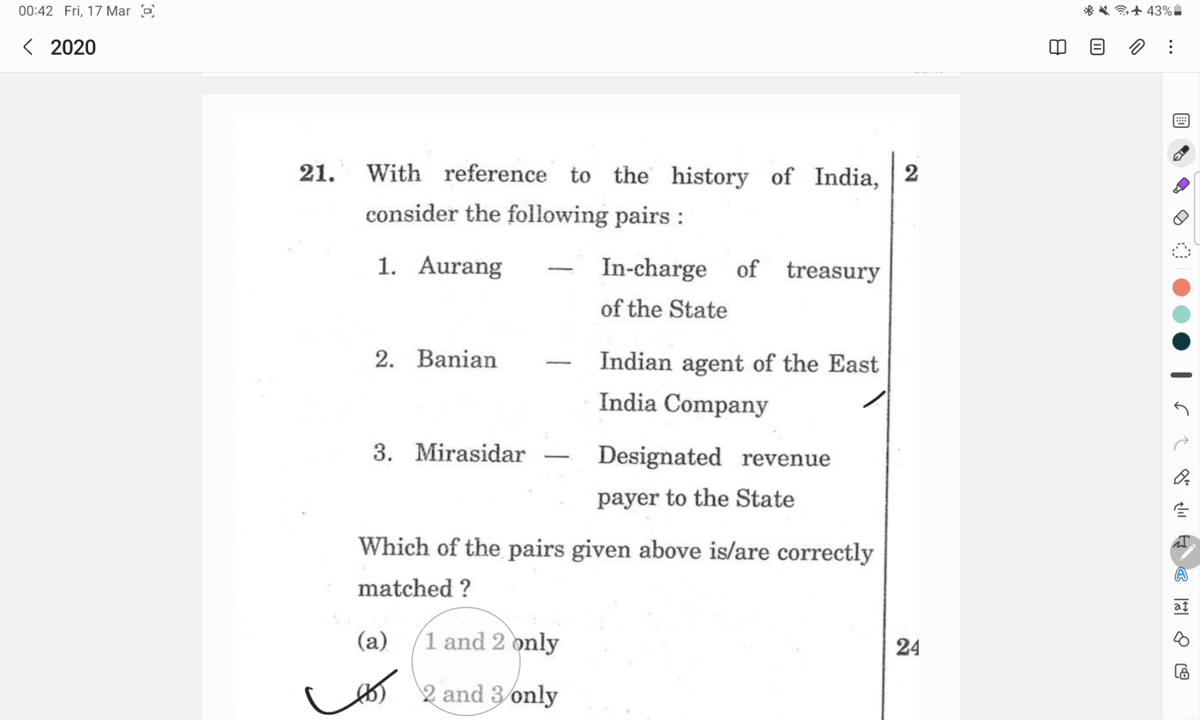 00:42 Fri, 17 Mar
43%
2020
21. With reference to the history of India,
consider the following pairs :
1. Aurang — In-charge of treasury
of the State
2. Banian — Indian agent of the East
India Company
3. Mirasidar — Designated revenue
payer to the State
Which of the pairs given above is/are correctly
matched ?
(a) 1 and 2 only
(b) 2 and 3 only
2
24